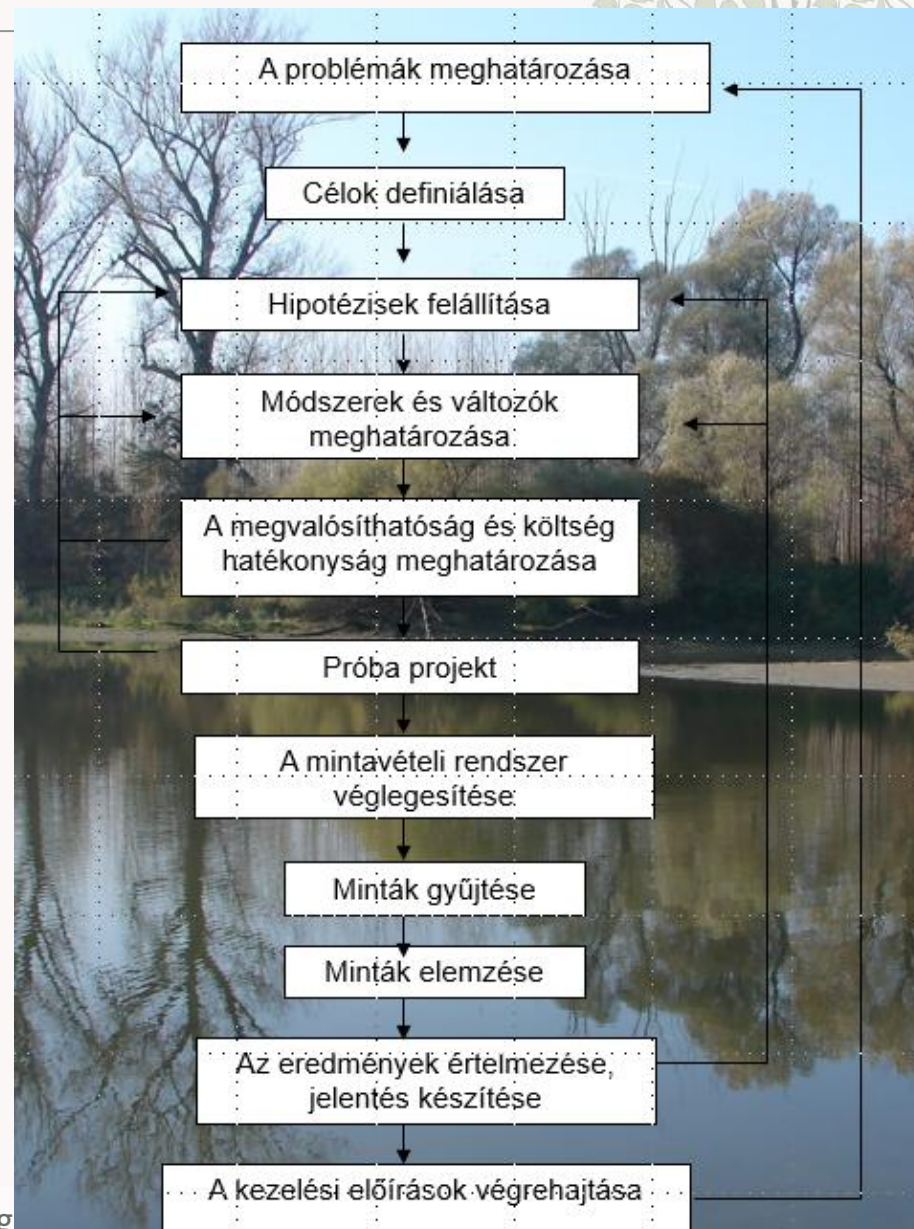 A problémák meghatározása
Célok definiálása
Hipotézisek felállítása
Módszerek és változók
meghatározása
A megvalósíthatóság és költség
hatékonyság meghatározása
Próba projekt
A mintavételi rendszer
véglegesítése
Minták gyűjtése
Minták elemzése
Az eredmények értelmezése,
jelentés készítése
A kezelési előírások végrehajtása
g